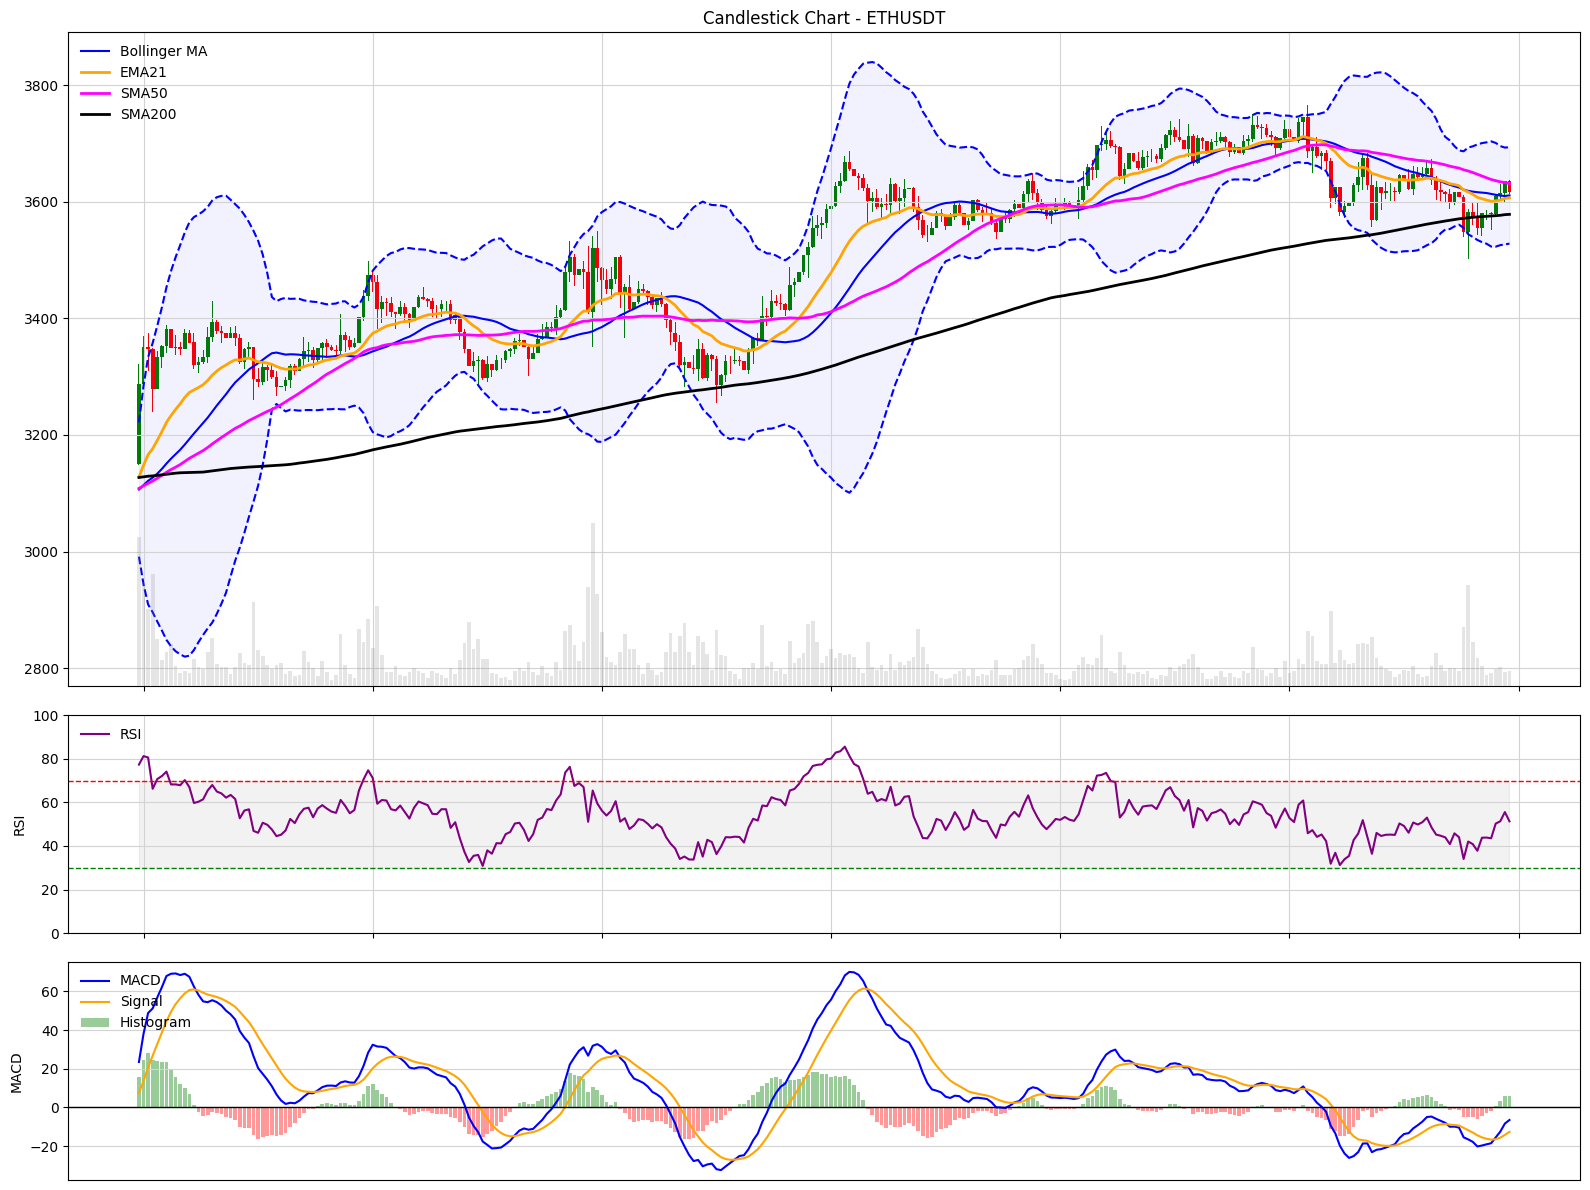 Candlestick Chart - ETHUSDT
Bollinger MA
EMA21
SMA50
SMA200
3800
3600
3400
3200
3000
2800
RSI
100
80
60
40
20
0
RSI
MACD
Signal
Histogram
60
40
20
0
−20
MACD